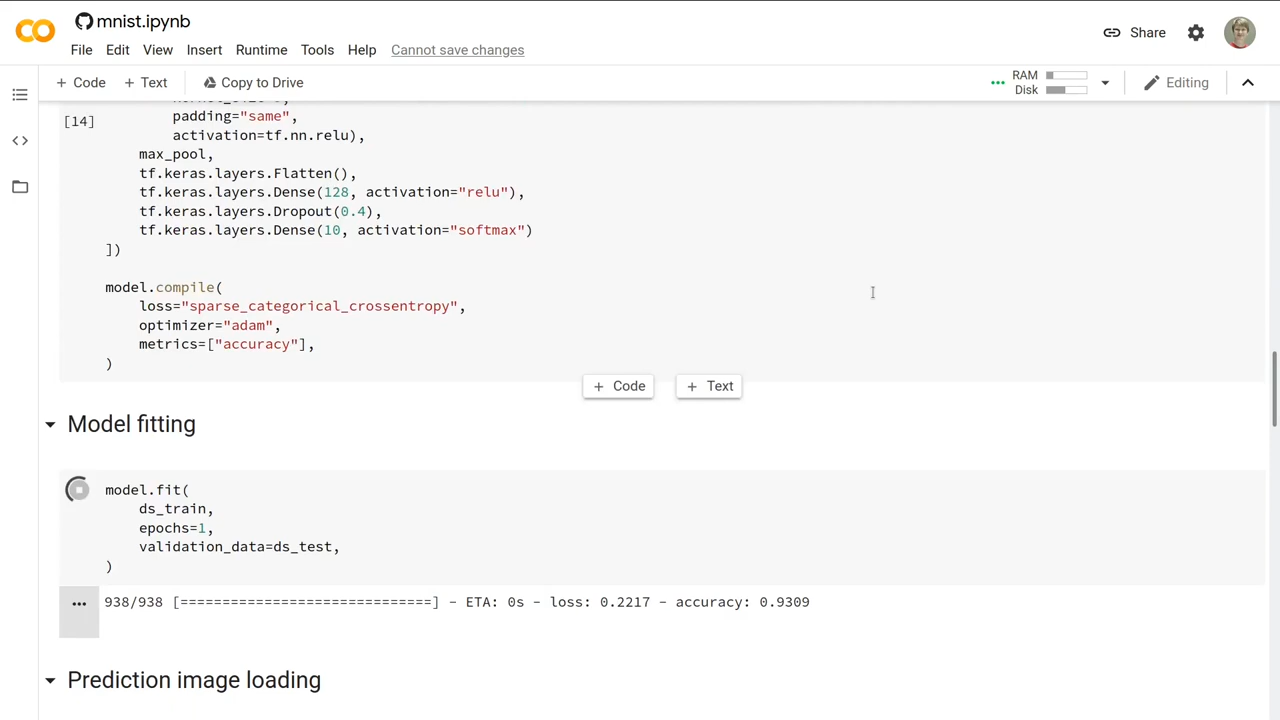 mnist.ipynb
File Edit View Insert Runtime Tools Help Cannot save changes
Share
+ Code + Text Copy to Drive
RAM
Disk
Editing
[14]
padding="same",
activation=tf.nn.relu),
max_pool,
tf.keras.layers.Flatten(),
tf.keras.layers.Dense(128, activation="relu"),
tf.keras.layers.Dropout(0.4),
tf.keras.layers.Dense(10, activation="softmax")
])
model.compile(
loss="sparse_categorical_crossentropy",
optimizer="adam",
metrics=["accuracy"],
)
+ Code + Text
Model fitting
model.fit(
ds_train,
epochs=1,
validation_data=ds_test,
)
938/938 [==============================] - ETA: 0s - loss: 0.2217 - accuracy: 0.9309
Prediction image loading